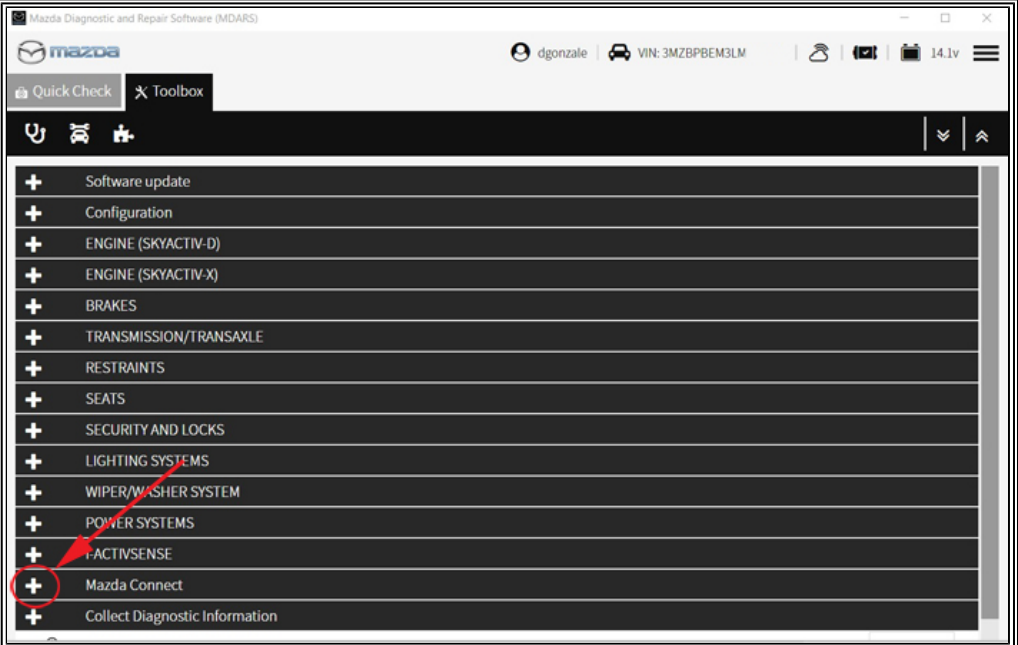 Mazda Diagnostic and Repair Software (MDARS)
mazda dgonzale VIN: 3MZBPBEM3LM 14.1v
Quick Check Toolbox
Software update
Configuration
ENGINE (SKYACTIV-D)
ENGINE (SKYACTIV-X)
BRAKES
TRANSMISSION/TRANSAXLE
RESTRAINTS
SEATS
SECURITY AND LOCKS
LIGHTING SYSTEMS
WIPER/WASHER SYSTEM
POWER SYSTEMS
i-ACTIVSENSE
Mazda Connect
Collect Diagnostic Information